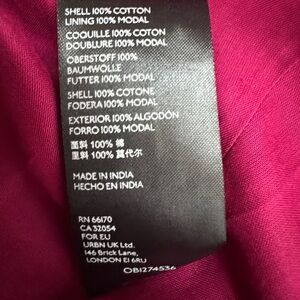 SHELL 100% COTTON
LINING 100% MODAL
COQUILLE 100% COTON
DOUBLURE 100% MODAL
OBERSTOFF 100%
BAUMWOLLE
FUTTER 100% MODAL
SHELL 100% COTONE
FODERA 100% MODAL
EXTERIOR 100% ALGODÓN
FORRO 100% MODAL
面料 100% 棉
里料 100% 莫代尔
MADE IN INDIA
HECHO EN INDIA
RN 66170
CA 32054
FOR EU
URBN UK Ltd.
146 Brick Lane,
LONDON E1 6RU
OB1274536